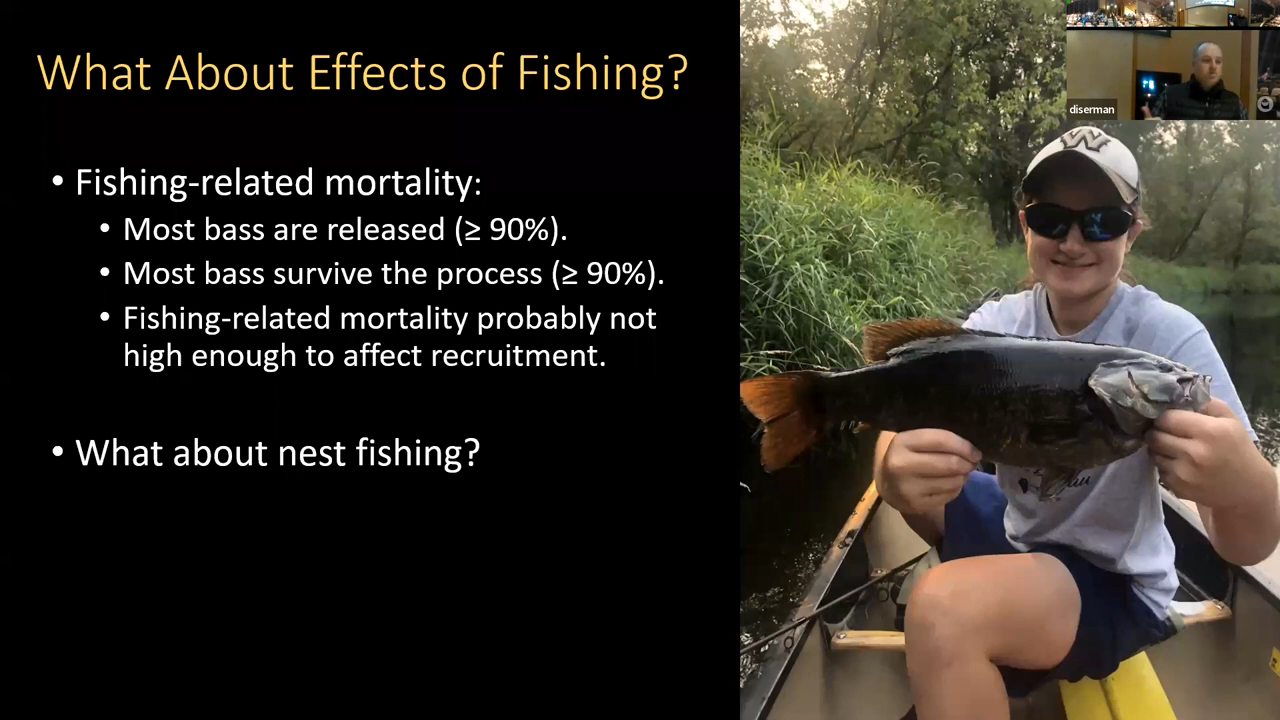 What About Effects of Fishing?
• Fishing-related mortality:
• Most bass are released (≥ 90%).
• Most bass survive the process (≥ 90%).
• Fishing-related mortality probably not
high enough to affect recruitment.
• What about nest fishing?
diserman
W